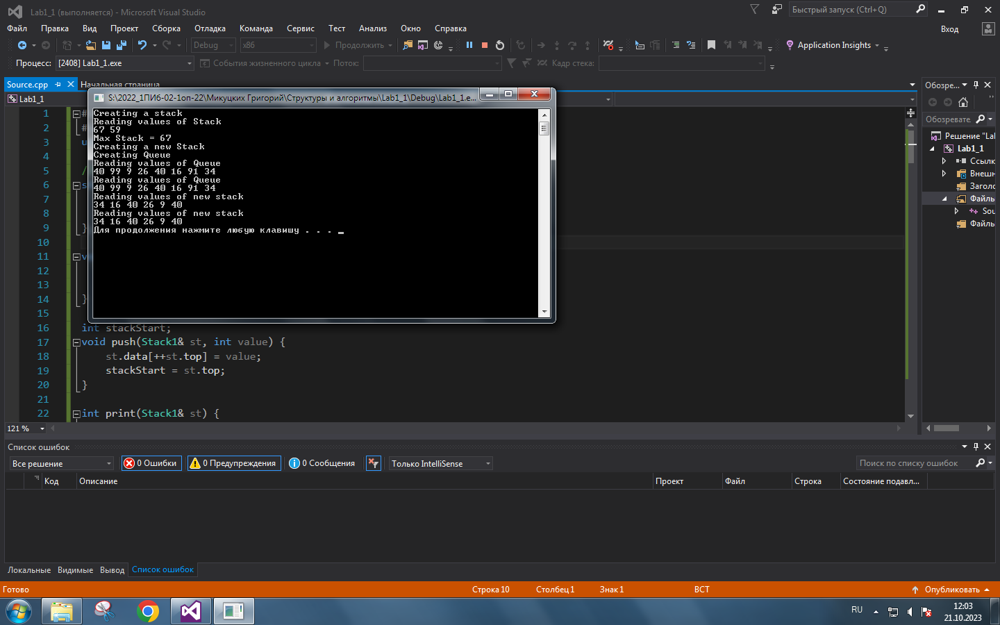 Lab1_1 (выполняется) - Microsoft Visual Studio
Быстрый запуск (Ctrl+Q)
Файл Правка Вид Проект Сборка Отладка Команда Сервис Тест Анализ Окно Справка
Вход
Debug x86 Продолжить Application Insights
Процесс: [2408] Lab1_1.exe События жизненного цикла Поток: Кадр стека:
Source.cpp Начальная страница
Lab1_1
S:\2022_1ПИб-02-1оп-22\Микуцких Григорий\Структуры и алгоритмы\Lab1_1\Debug\Lab1_1.e...
Creating a stack
Reading values of Stack
67 59
Max Stack = 67
Creating a new Stack
Creating Queue
Reading values of Queue
40 99 9 26 40 16 91 34
Reading values of Queue
40 99 9 26 40 16 91 34
Reading values of new stack
34 16 40 26 9 40
Reading values of new stack
34 16 40 26 9 40
Для продолжения нажмите любую клавишу . . .
1 #
2 #
3 u
4
5 /
6 s
7
8
9 }
10
11 v
12
13
14 }
15
16 int stackStart;
17 void push(Stack1& st, int value) {
18 st.data[++st.top] = value;
19 stackStart = st.top;
20 }
21
22 int print(Stack1& st) {
121 %
Обозре...
Обозревате
Решение "Lal
Lab1_1
Ссылк
Внешн
Заголо
Файль
Sou
Файль
Список ошибок
Все решение 0 Ошибки 0 Предупреждения 0 Сообщения Только IntelliSense Поиск по списку ошибок
Код Описание Проект Файл Строка Состояние подавл...
Локальные Видимые Вывод Список ошибок
Готово Строка 10 Столбец 1 Знак 1 ВСТ Опубликовать
RU 12:03
21.10.2023